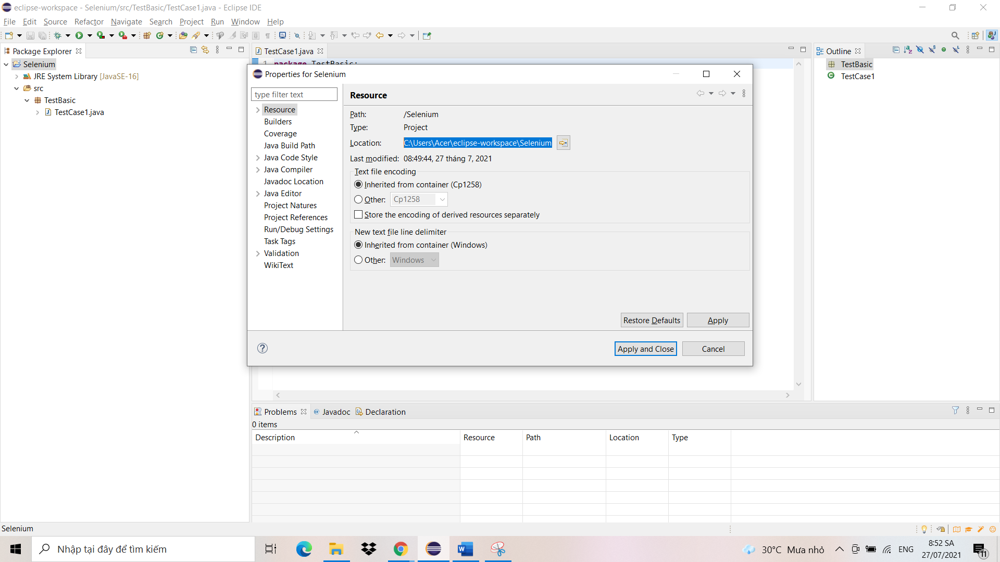 eclipse-workspace - Selenium/src/TestBasic/TestCase1.java - Eclipse IDE
File Edit Source Refactor Navigate Search Project Run Window Help
Package Explorer
Selenium
JRE System Library [JavaSE-16]
src
TestBasic
TestCase1.java
TestCase1.java
1 package TestBasic;
Outline
TestBasic
TestCase1
Properties for Selenium
type filter text
Resource
Builders
Coverage
Java Build Path
Java Code Style
Java Compiler
Javadoc Location
Java Editor
Project Natures
Project References
Run/Debug Settings
Task Tags
Validation
WikiText
Resource
Path: /Selenium
Type: Project
Location: C:\Users\Acer\eclipse-workspace\Selenium
Last modified: 08:49:44, 27 tháng 7, 2021
Text file encoding
Inherited from container (Cp1258)
Other: Cp1258
Store the encoding of derived resources separately
New text file line delimiter
Inherited from container (Windows)
Other: Windows
Restore Defaults Apply
Apply and Close Cancel
Problems @ Javadoc Declaration
0 items
Description Resource Path Location Type
Selenium
Nhập tại đây để tìm kiếm
30°C Mưa nhỏ
ENG
8:52 SA
27/07/2021
11